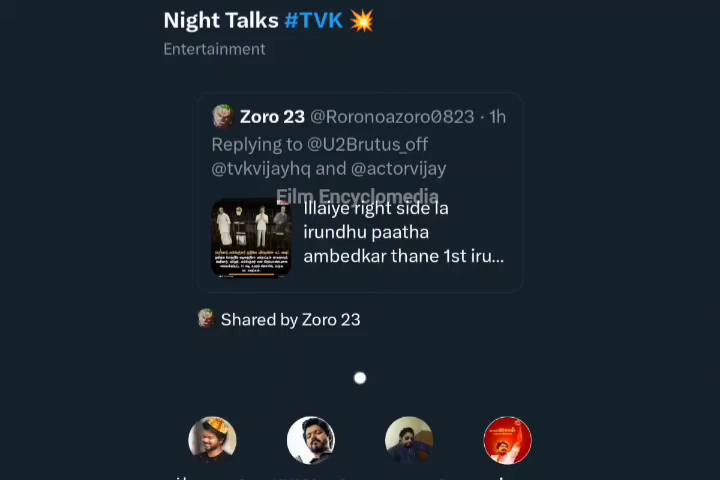 Night Talks #TVK 💥
Entertainment
Zoro 23 @Roronoazoro0823 · 1h
Replying to @U2Brutus_off
@tvkvijayhq and @actorvijay
Film Encyclomedia
Illaiye right side la
irundhu paatha
ambedkar thane 1st iru...
Shared by Zoro 23